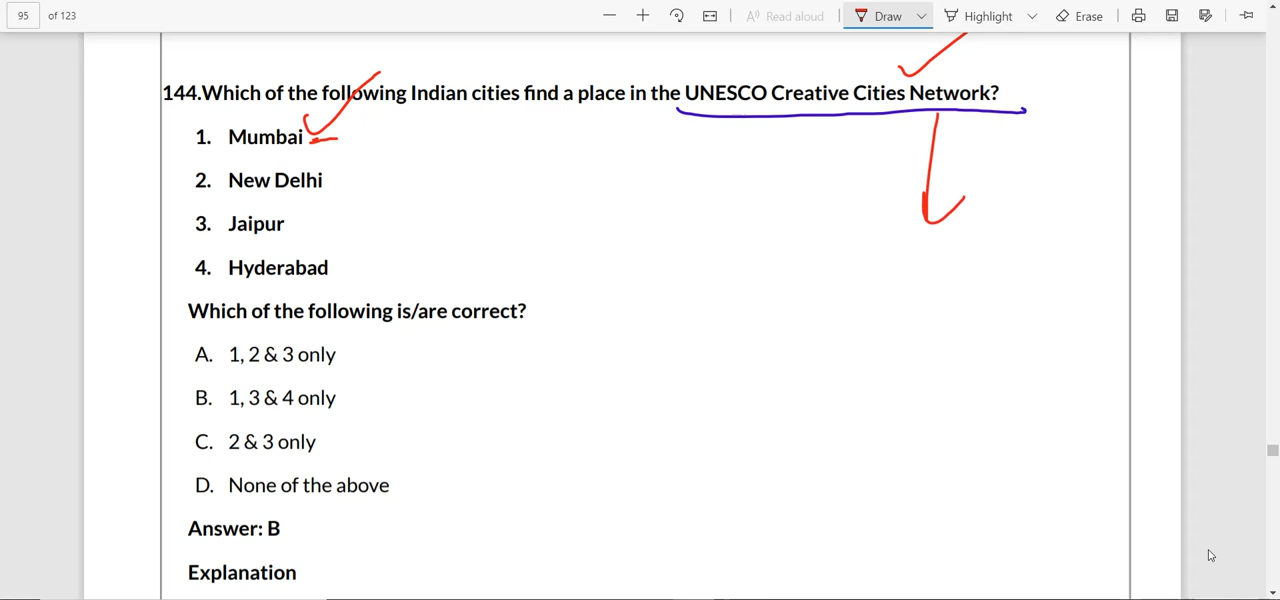 95 of 123
Read aloud
Draw
Highlight
Erase
144.Which of the following Indian cities find a place in the UNESCO Creative Cities Network?
1. Mumbai
2. New Delhi
3. Jaipur
4. Hyderabad
Which of the following is/are correct?
A. 1, 2 & 3 only
B. 1, 3 & 4 only
C. 2 & 3 only
D. None of the above
Answer: B
Explanation